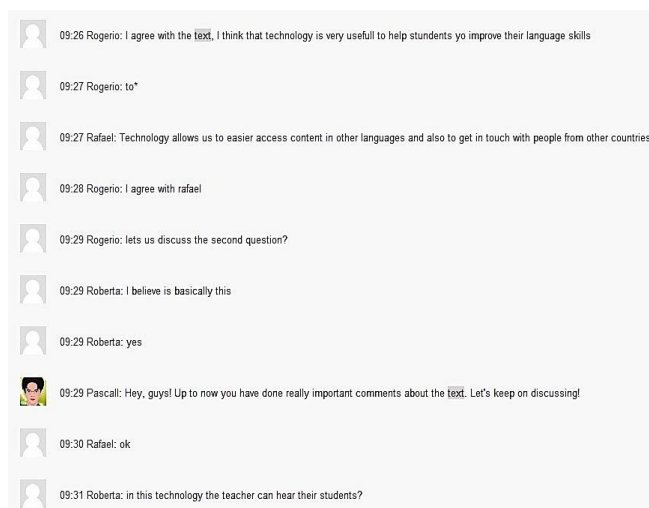 09:26 Rogerio: I agree with the text, I think that technology is very usefull to help stundents yo improve their language skills
09:27 Rogerio: to*
09:27 Rafael: Technology allows us to easier access content in other languages and also to get in touch with people from other countries
09:28 Rogerio: I agree with rafael
09:29 Rogerio: lets us discuss the second question?
09:29 Roberta: I believe is basically this
09:29 Roberta: yes
09:29 Pascall: Hey, guys! Up to now you have done really important comments about the text. Let's keep on discussing!
09:30 Rafael: ok
09:31 Roberta: in this technology the teacher can hear their students?